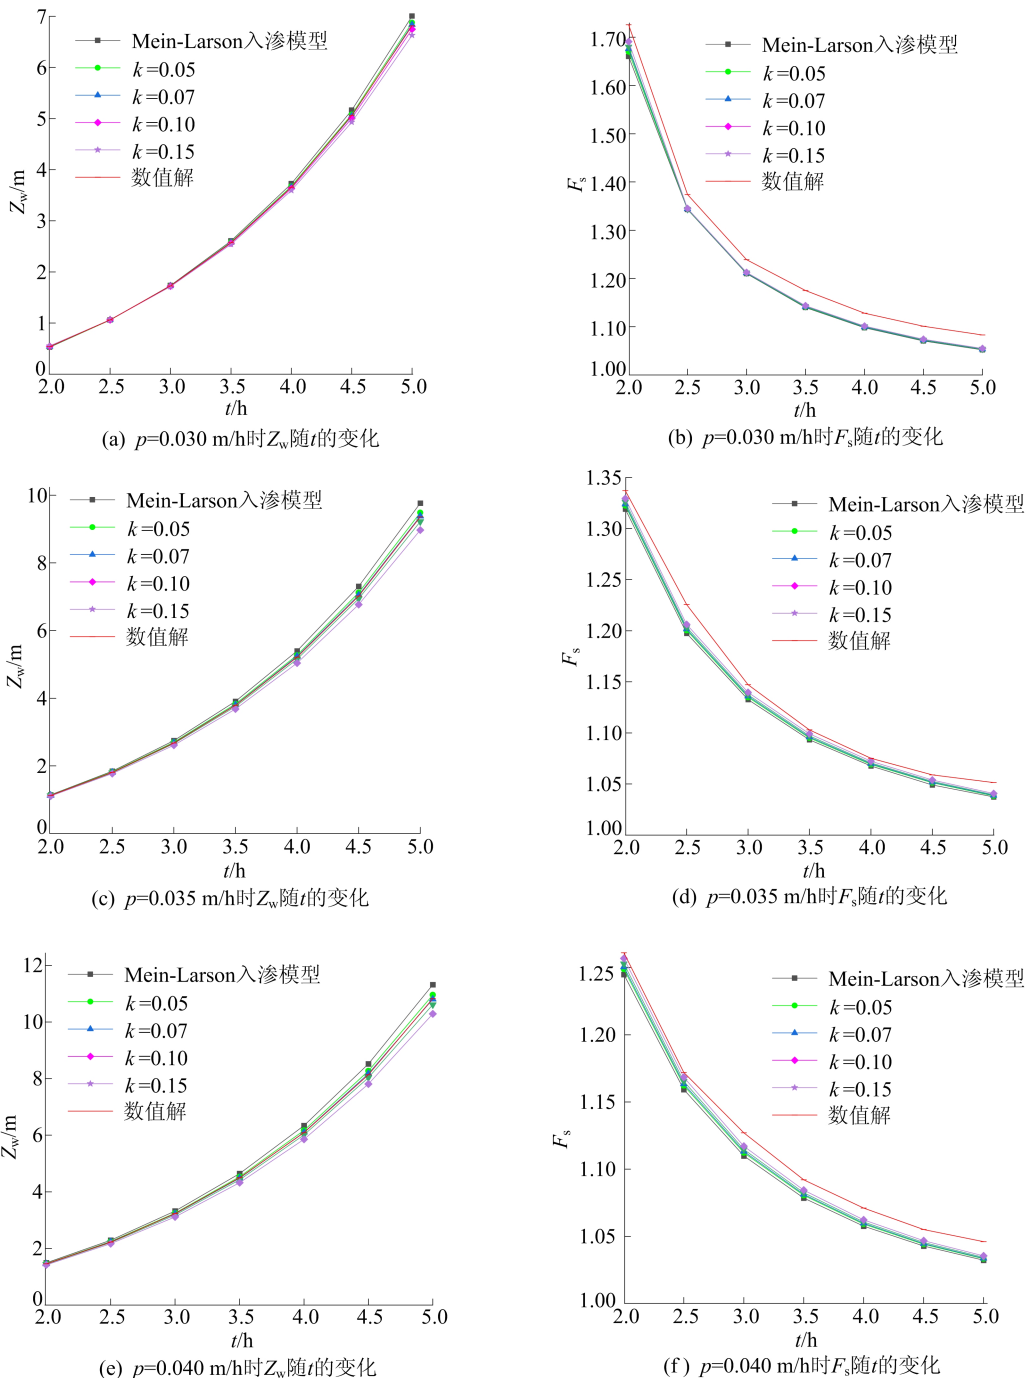 7
6
5
4
3
2
1
0
Z_w/m
Mein-Larson入渗模型
k=0.05
k=0.07
k=0.10
k=0.15
数值解
2.0 2.5 3.0 3.5 4.0 4.5 5.0
t/h
(a) p=0.030 m/h时Z_w随t的变化
1.70
1.60
1.50
1.40
1.30
1.20
1.10
1.00
F_s
Mein-Larson入渗模型
k=0.05
k=0.07
k=0.10
k=0.15
数值解
2.0 2.5 3.0 3.5 4.0 4.5 5.0
t/h
(b) p=0.030 m/h时F_s随t的变化
10
8
6
4
2
0
Z_w/m
Mein-Larson入渗模型
k=0.05
k=0.07
k=0.10
k=0.15
数值解
2.0 2.5 3.0 3.5 4.0 4.5 5.0
t/h
(c) p=0.035 m/h时Z_w随t的变化
1.35
1.30
1.25
1.20
1.15
1.10
1.05
1.00
F_s
Mein-Larson入渗模型
k=0.05
k=0.07
k=0.10
k=0.15
数值解
2.0 2.5 3.0 3.5 4.0 4.5 5.0
t/h
(d) p=0.035 m/h时F_s随t的变化
12
10
8
6
4
2
0
Z_w/m
Mein-Larson入渗模型
k=0.05
k=0.07
k=0.10
k=0.15
数值解
2.0 2.5 3.0 3.5 4.0 4.5 5.0
t/h
(e) p=0.040 m/h时Z_w随t的变化
1.25
1.20
1.15
1.10
1.05
1.00
F_s
Mein-Larson入渗模型
k=0.05
k=0.07
k=0.10
k=0.15
数值解
2.0 2.5 3.0 3.5 4.0 4.5 5.0
t/h
(f) p=0.040 m/h时F_s随t的变化